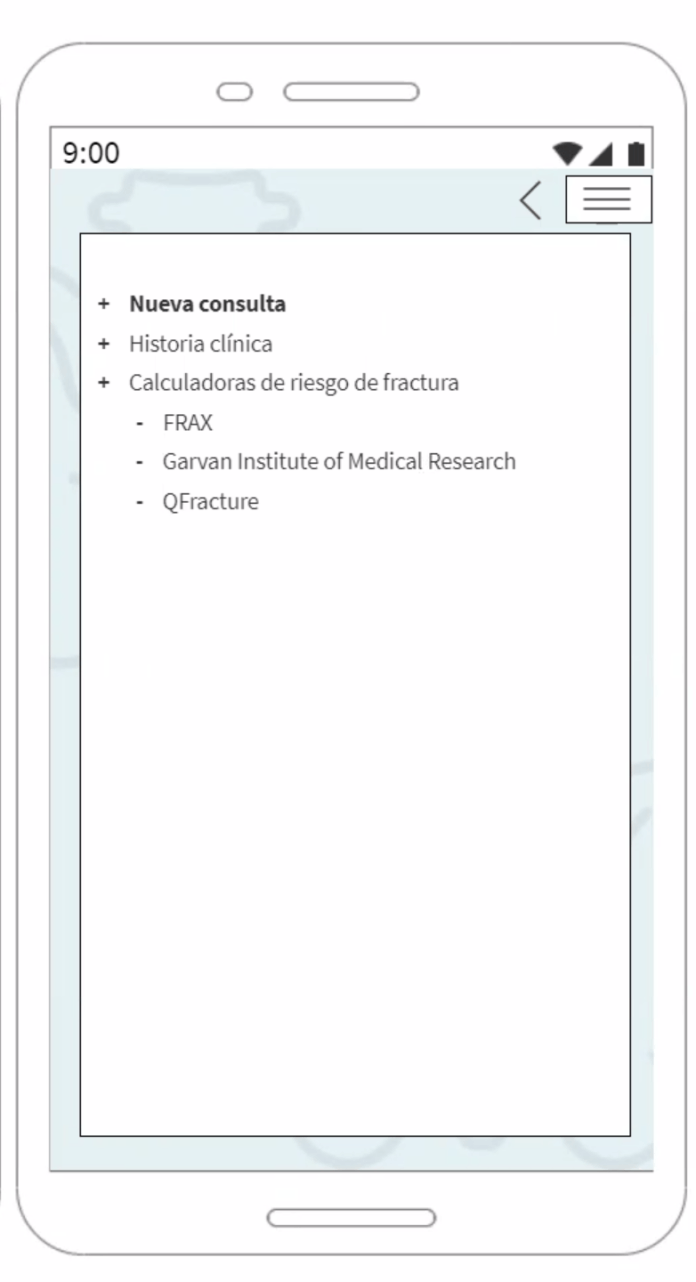 9:00
+ Nueva consulta
+ Historia clínica
+ Calculadoras de riesgo de fractura
- FRAX
- Garvan Institute of Medical Research
- QFracture